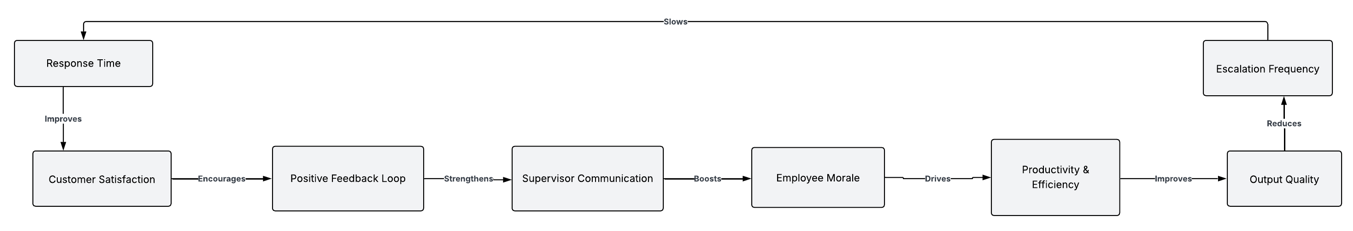 Slows
Response Time
Escalation Frequency
Improves
Reduces
Customer Satisfaction
Encourages
Positive Feedback Loop
Strengthens
Supervisor Communication
Boosts
Employee Morale
Drives
Productivity &
Efficiency
Improves
Output Quality